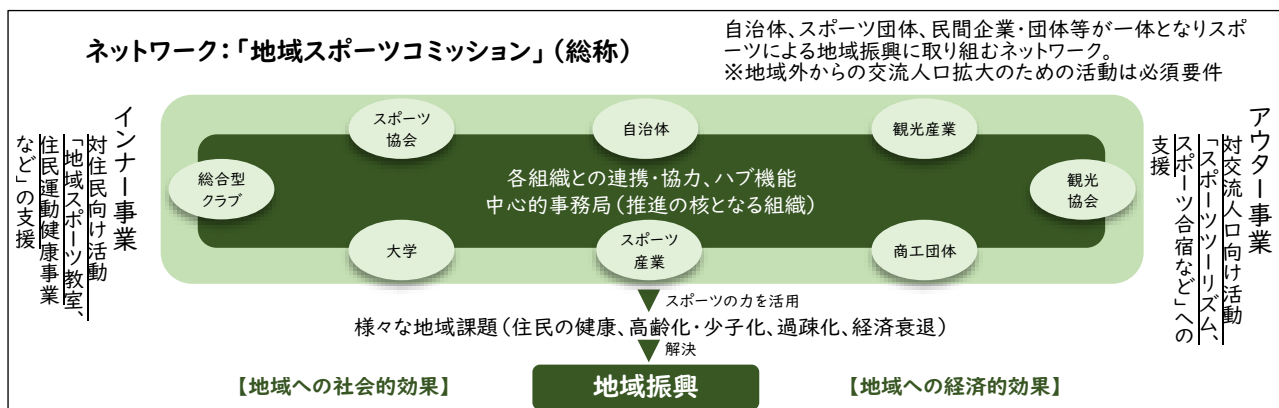 ネットワーク:「地域スポーツコミッション」(総称)
自治体、スポーツ団体、民間企業・団体等が一体となりスポ
ーツによる地域振興に取り組むネットワーク。
※地域外からの交流人口拡大のための活動は必須要件
インナー事業
対住民向け活動
「地域スポーツ教室、
住民運動健康事業
など」の支援
スポーツ
協会
自治体
観光産業
総合型
クラブ
各組織との連携・協力、ハブ機能
中心的事務局(推進の核となる組織)
観光
協会
大学
スポーツ
産業
商工団体
アウター事業
対交流人口向け活動
「スポーツツーリズム、
スポーツ合宿など」への
支援
スポーツの力を活用
様々な地域課題(住民の健康、高齢化・少子化、過疎化、経済衰退)
解決
【地域への社会的効果】
地域振興
【地域への経済的効果】